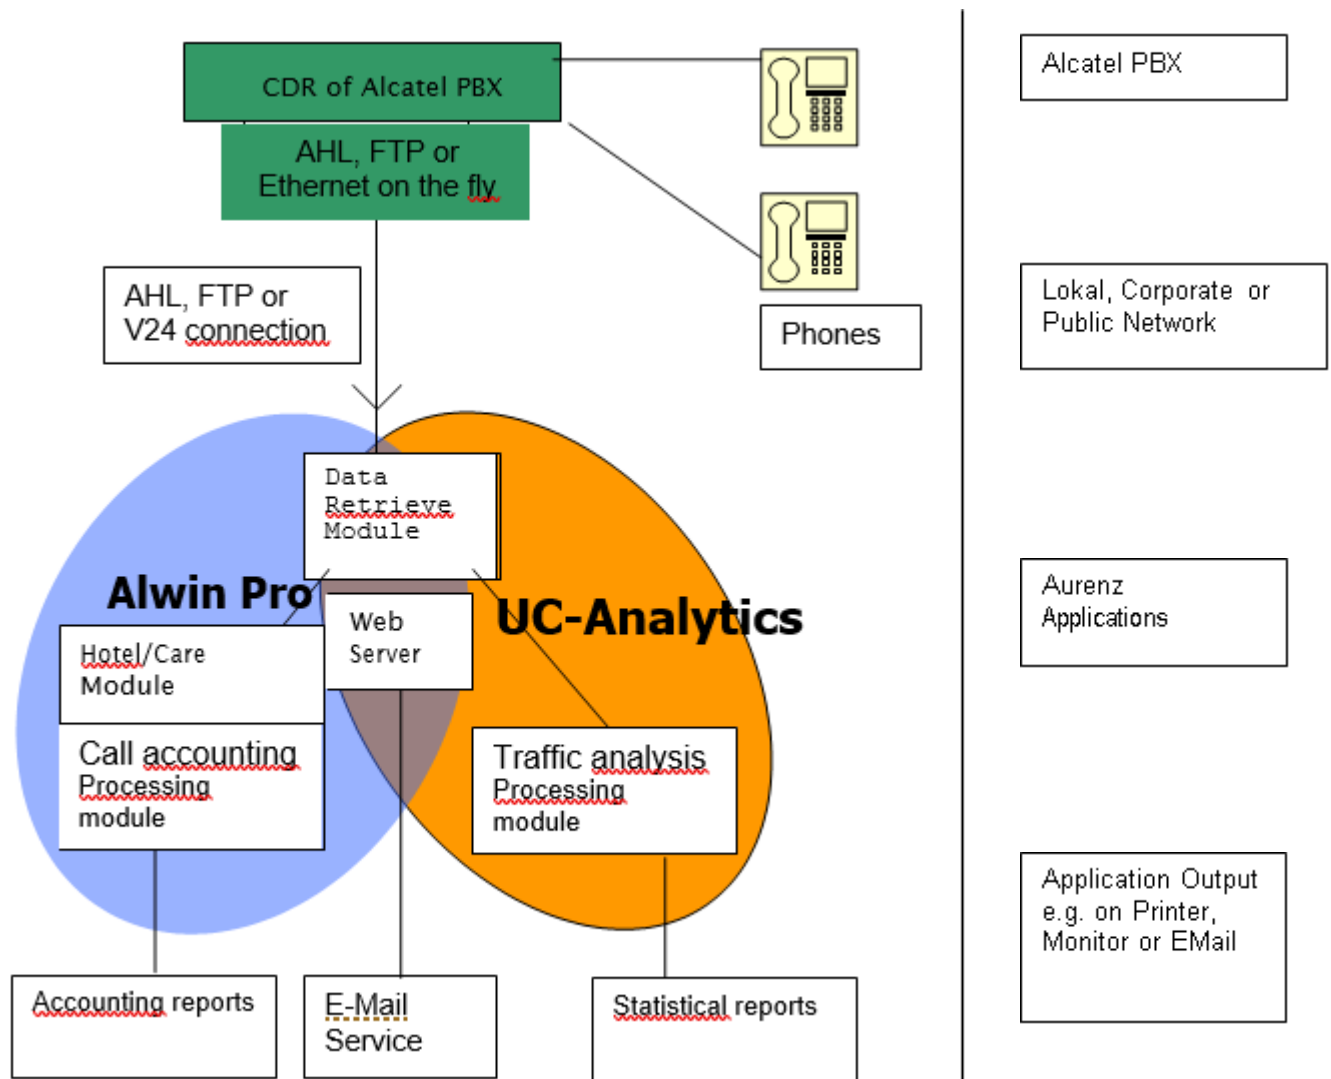 CDR of Alcatel PBX
AHL, FTP or
Ethernet on the fly
AHL, FTP or
V24 connection
Phones
Data
Retrieve
Module
Alwin Pro
UC-Analytics
Web
Server
Hotel/Care
Module
Call accounting
Processing
module
Traffic analysis
Processing
module
Accounting reports
E-Mail
Service
Statistical reports
Alcatel PBX
Lokal, Corporate or
Public Network
Aurenz
Applications
Application Output
e.g. on Printer,
Monitor or EMail